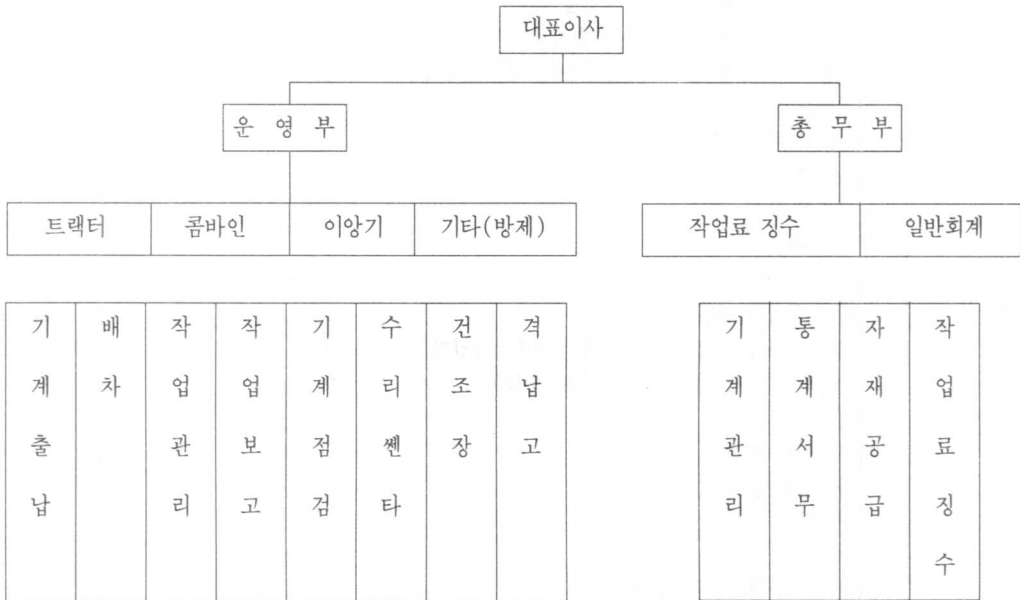 대표이사
운 영 부
총 무 부
트랙터
콤바인
이앙기
기타(방제)
작업료 징수
일반회계
기계출납
배차
작업관리
작업보고
기계점검
수리쎈타
건조장
격납고
기계관리
통계서무
자재공급
작업료징수